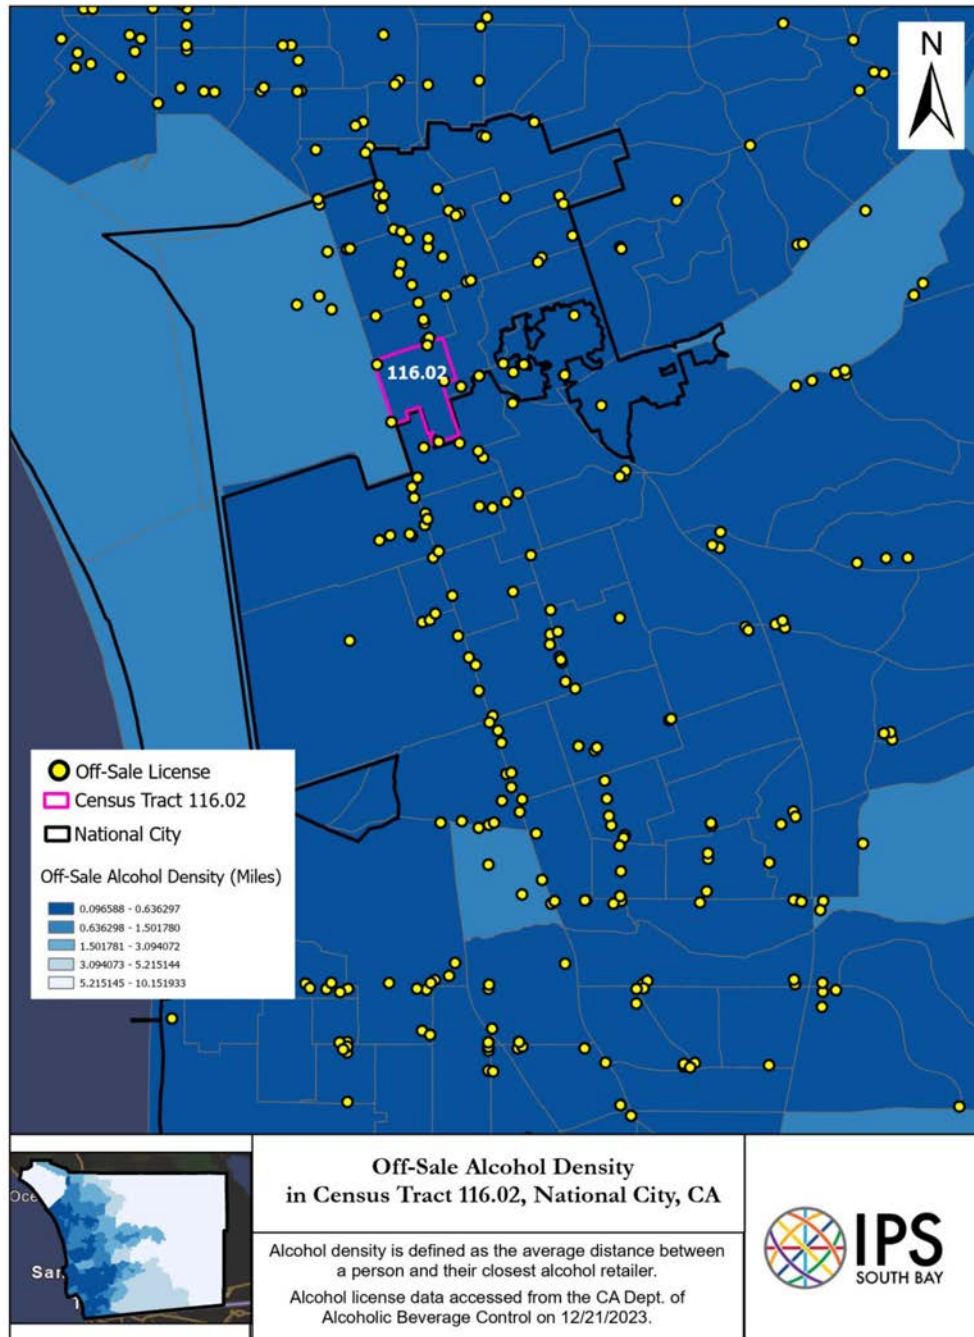 N
116.02
Off-Sale License
Census Tract 116.02
National City
Off-Sale Alcohol Density (Miles)
0.096588 - 0.636297
0.636298 - 1.501780
1.501781 - 3.094072
3.094073 - 5.215144
5.215145 - 10.151933
Oce
San
Off-Sale Alcohol Density
in Census Tract 116.02, National City, CA
Alcohol density is defined as the average distance between
a person and their closest alcohol retailer.
Alcohol license data accessed from the CA Dept. of
Alcoholic Beverage Control on 12/21/2023.
IPS
SOUTH BAY